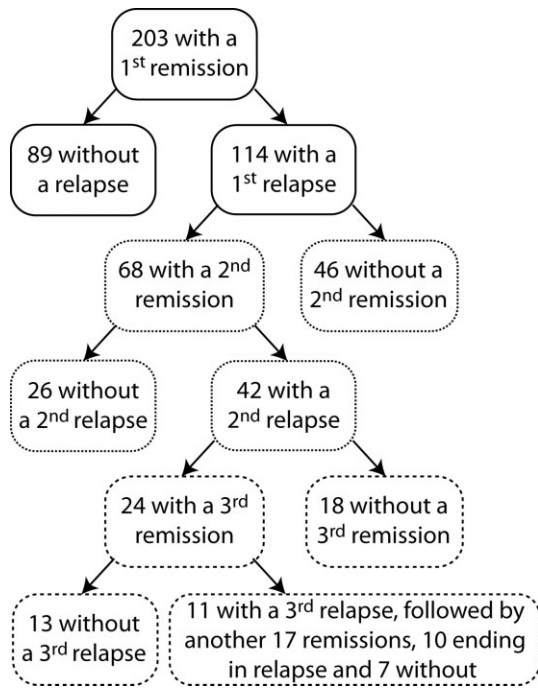 203 with a
1st remission
89 without
a relapse
114 with a
1st relapse
68 with a 2nd
remission
46 without a
2nd remission
26 without
a 2nd relapse
42 with a
2nd relapse
24 with a 3rd
remission
18 without a
3rd remission
13 without
a 3rd relapse
11 with a 3rd relapse, followed by
another 17 remissions, 10 ending
in relapse and 7 without